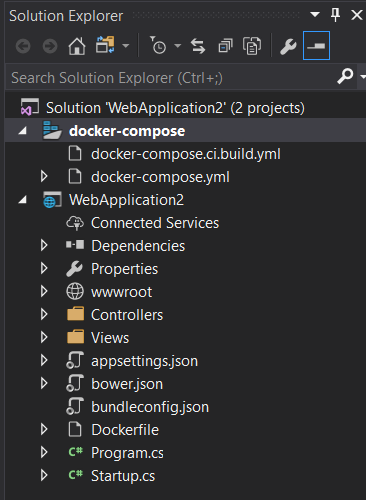 Solution Explorer
Search Solution Explorer (Ctrl+;)
Solution 'WebApplication2' (2 projects)
docker-compose
docker-compose.ci.build.yml
docker-compose.yml
WebApplication2
Connected Services
Dependencies
Properties
wwwroot
Controllers
Views
appsettings.json
bower.json
bundleconfig.json
Dockerfile
C# Program.cs
C# Startup.cs